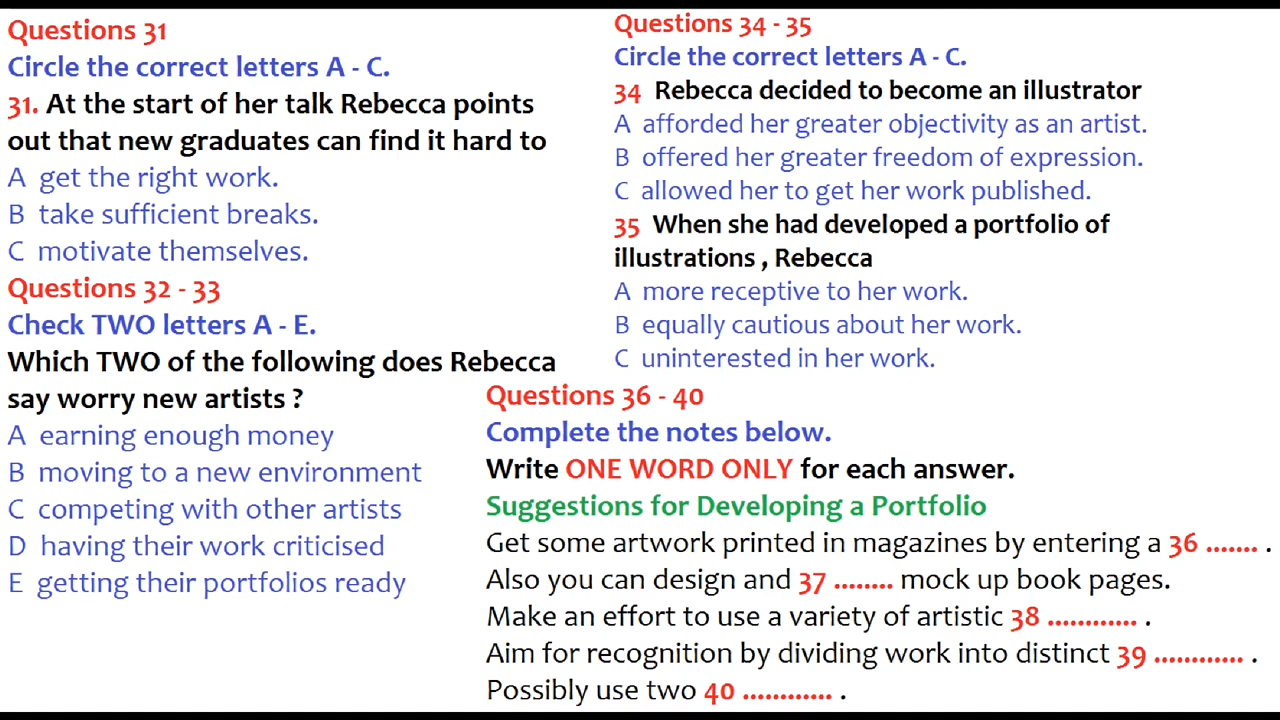 Questions 31
Circle the correct letters A - C.
31. At the start of her talk Rebecca points
out that new graduates can find it hard to
A get the right work.
B take sufficient breaks.
C motivate themselves.
Questions 32 - 33
Check TWO letters A - E.
Which TWO of the following does Rebecca
say worry new artists ?
A earning enough money
B moving to a new environment
C competing with other artists
D having their work criticised
E getting their portfolios ready
Questions 34 - 35
Circle the correct letters A - C.
34 Rebecca decided to become an illustrator
A afforded her greater objectivity as an artist.
B offered her greater freedom of expression.
C allowed her to get her work published.
35 When she had developed a portfolio of
illustrations , Rebecca
A more receptive to her work.
B equally cautious about her work.
C uninterested in her work.
Questions 36 - 40
Complete the notes below.
Write ONE WORD ONLY for each answer.
Suggestions for Developing a Portfolio
Get some artwork printed in magazines by entering a 36 ....... .
Also you can design and 37 ........ mock up book pages.
Make an effort to use a variety of artistic 38 ............ .
Aim for recognition by dividing work into distinct 39 ............ .
Possibly use two 40 ............ .